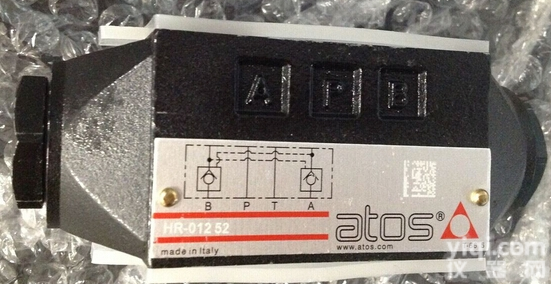 A P B
B P T A
HR-012 52
made in Italy
atos®
www.atos.com